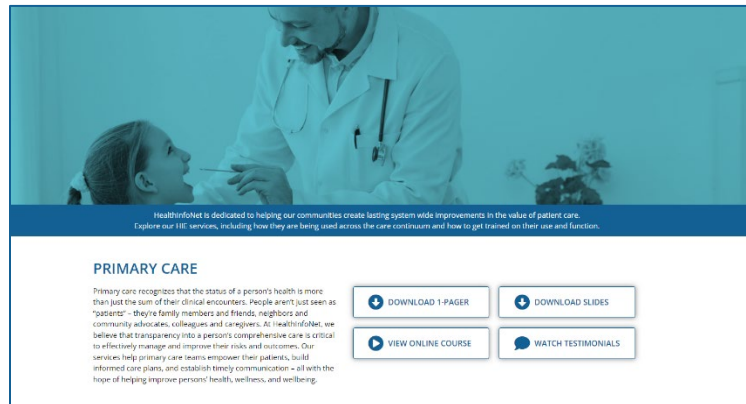 HealthInfoNet is dedicated to helping our communities create lasting system wide improvements in the value of patient care.
Explore our HIE services, including how they are being used across the care continuum and how to get trained on their use and function.
PRIMARY CARE
Primary care recognizes that the status of a person's health is more
than just the sum of their clinical encounters. People aren't just seen as
"patients" – they're family members and friends, neighbors and
community advocates, colleagues and caregivers. At HealthInfoNet, we
believe that transparency into a person's comprehensive care is critical
to effectively manage and improve their risks and outcomes. Our
services help primary care teams empower their patients, build
informed care plans, and establish timely communication – all with the
hope of helping improve persons' health, wellness, and wellbeing.
DOWNLOAD 1-PAGER
DOWNLOAD SLIDES
VIEW ONLINE COURSE
WATCH TESTIMONIALS